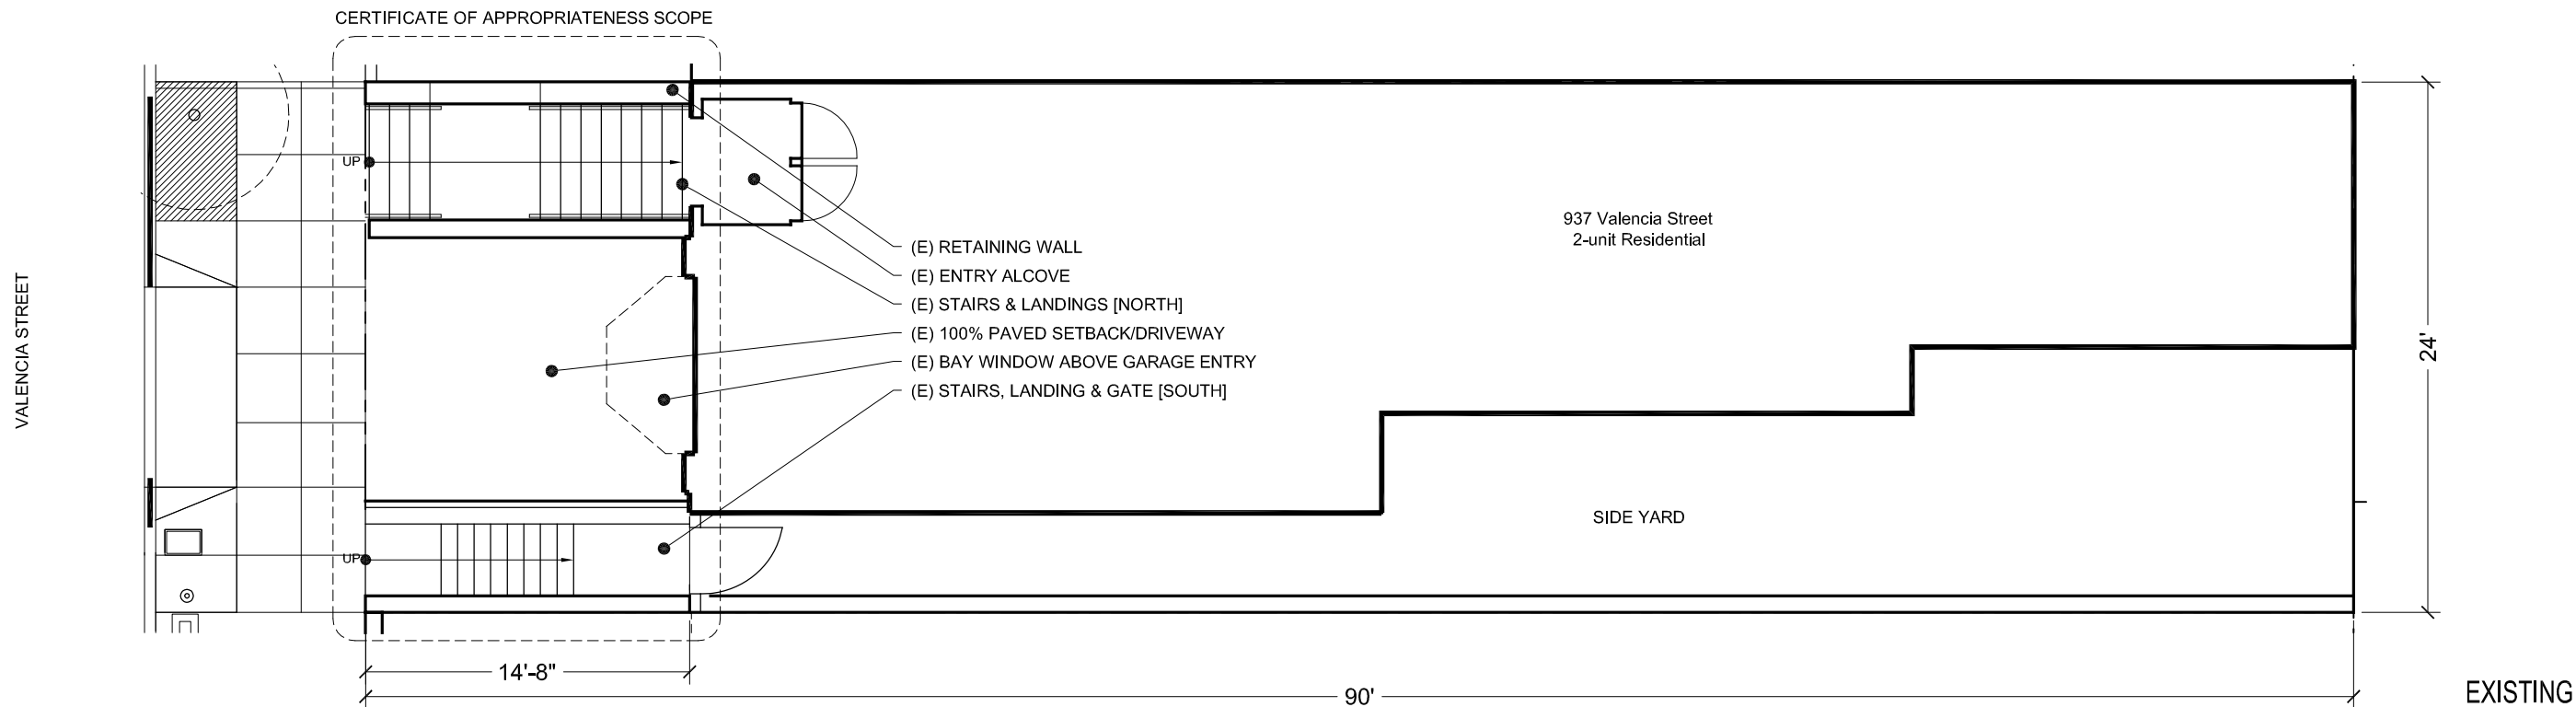 CERTIFICATE OF APPROPRIATENESS SCOPE
VALENCIA STREET
UP
(E) RETAINING WALL
(E) ENTRY ALCOVE
(E) STAIRS & LANDINGS [NORTH]
(E) 100% PAVED SETBACK/DRIVEWAY
(E) BAY WINDOW ABOVE GARAGE ENTRY
(E) STAIRS, LANDING & GATE [SOUTH]
937 Valencia Street
2-unit Residential
24'
SIDE YARD
UP
14'-8"
90'
EXISTING